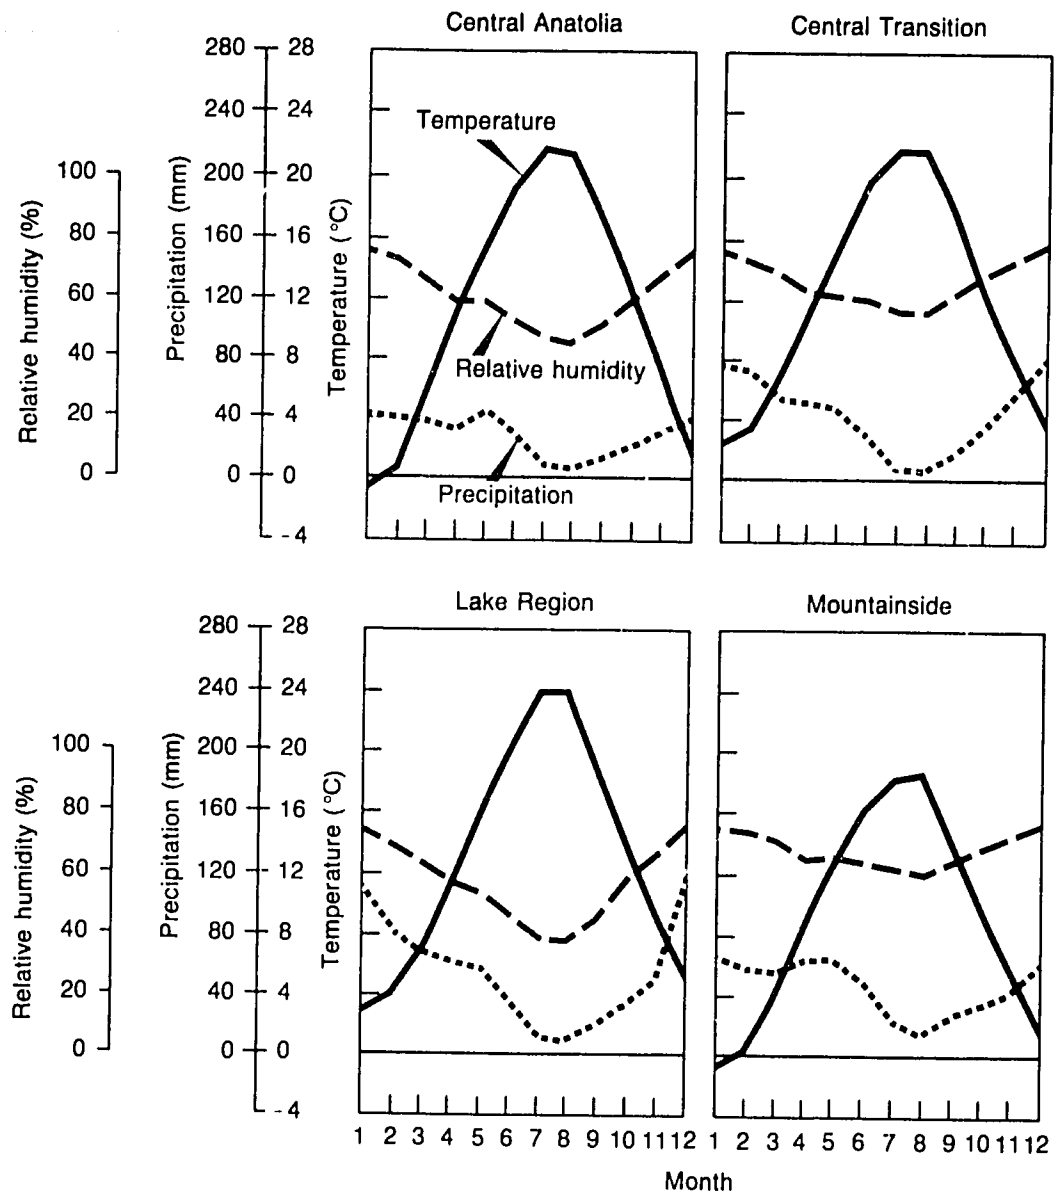 Central Anatolia
Central Transition
280 28
240 24
Temperature
100 200 20
80 160 16
60 120 12
40 80 8
Relative humidity
20 40 4
0 0 0
Precipitation
-4
Rolative humidity (%)
Precipitation (mm)
Temperature (°C)
Lake Region
Mountainside
280 28
240 24
100 200 20
80 160 16
60 120 12
40 80 8
20 40 4
0 0 0
-4
Relative humidity (%)
Precipitation (mm)
Temperature (°C)
1 2 3 4 5 6 7 8 9 10 11 12
1 2 3 4 5 6 7 8 9 10 11 12
Month